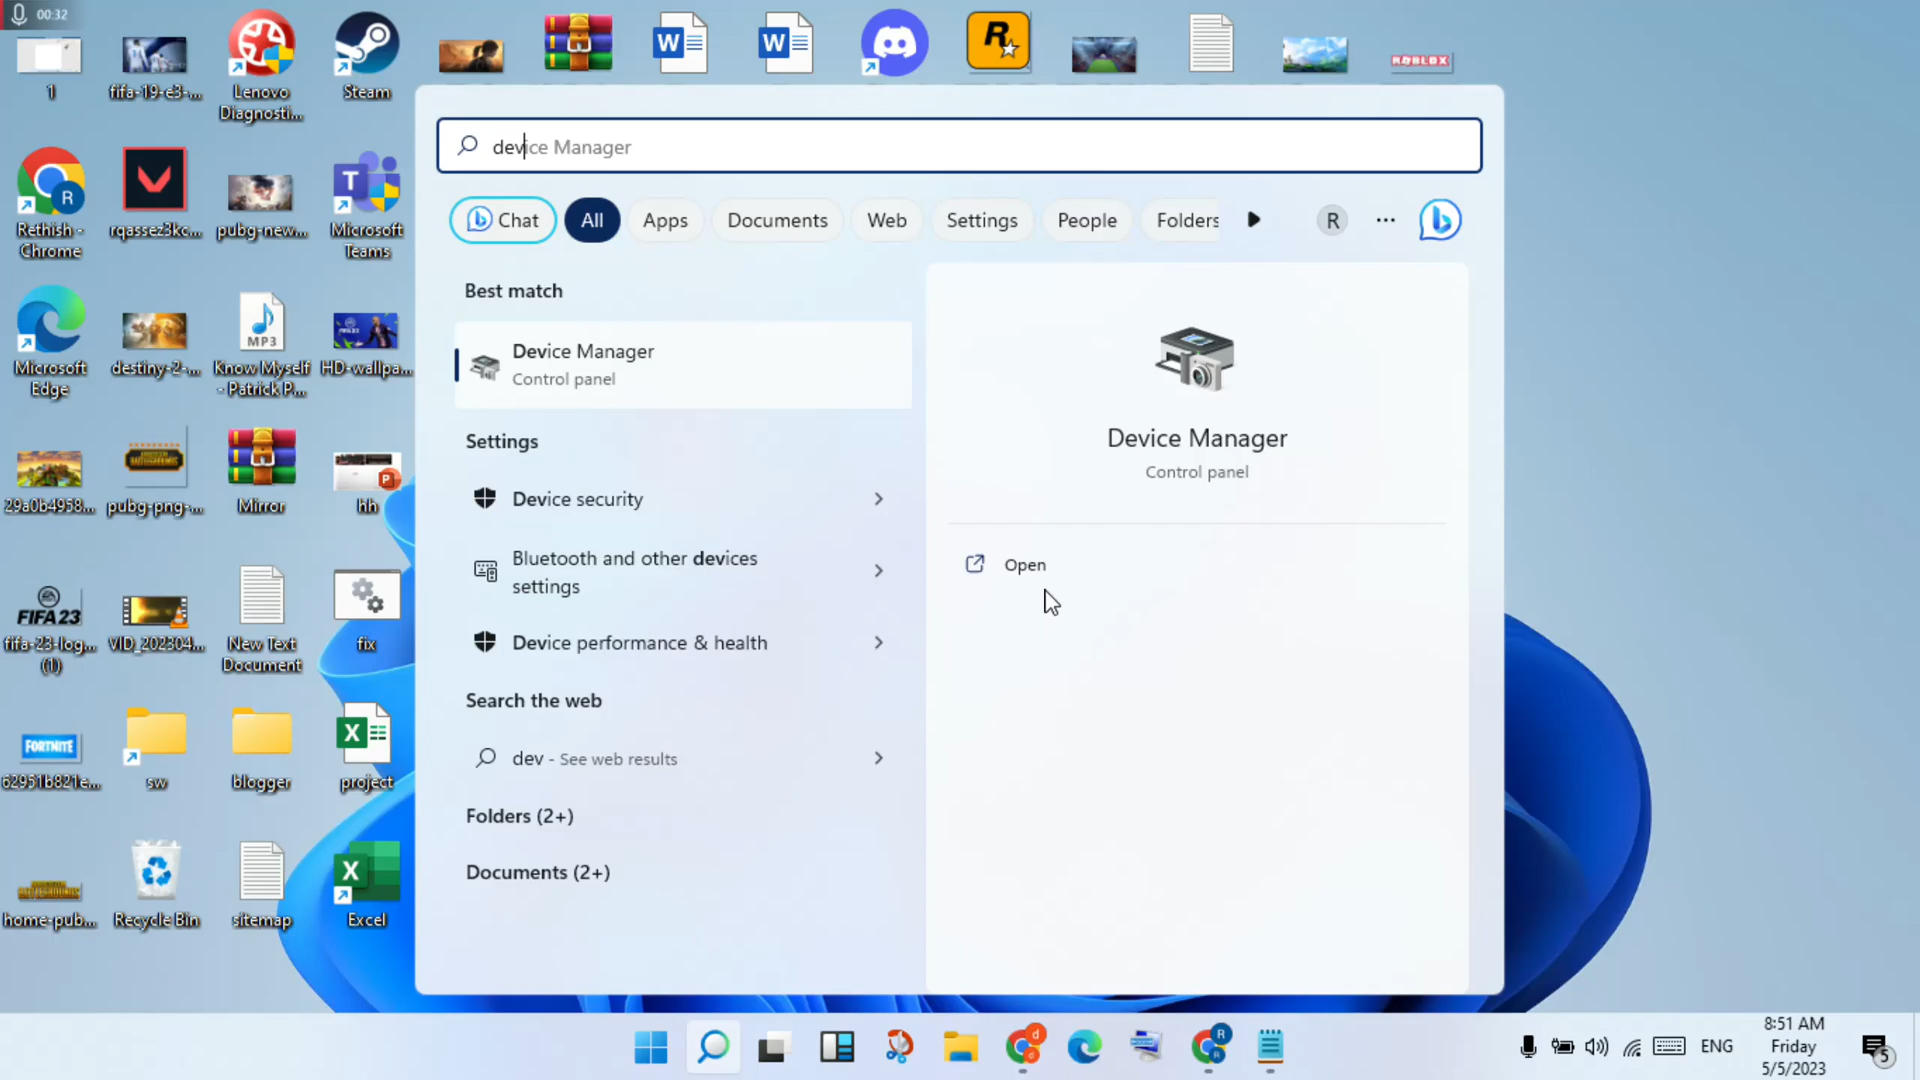 00:32
1
fifa-19-e3-...
Lenovo
Diagnosti...
Steam
R
ROBLOX
device Manager
Chat
All
Apps
Documents
Web
Settings
People
Folders
R
Rethish -
Chrome
rqassez3kc...
pubg-new...
Microsoft
Teams
Best match
Device Manager
Control panel
Device Manager
Control panel
Open
Microsoft
Edge
destiny-2-...
MP3
Know Myself
- Patrick P...
HD-wallpa...
Settings
Device security
Bluetooth and other devices
settings
Device performance & health
29a0b4958...
pubg-png-...
Mirror
hh
Search the web
dev - See web results
FIFA 23
fifa-23-log...
(1)
VID_202304...
New Text
Document
fix
Folders (2+)
Documents (2+)
FORTNITE
62951b821e...
sw
blogger
project
home-pub...
Recycle Bin
sitemap
Excel
ENG
8:51 AM
Friday
5/5/2023
5